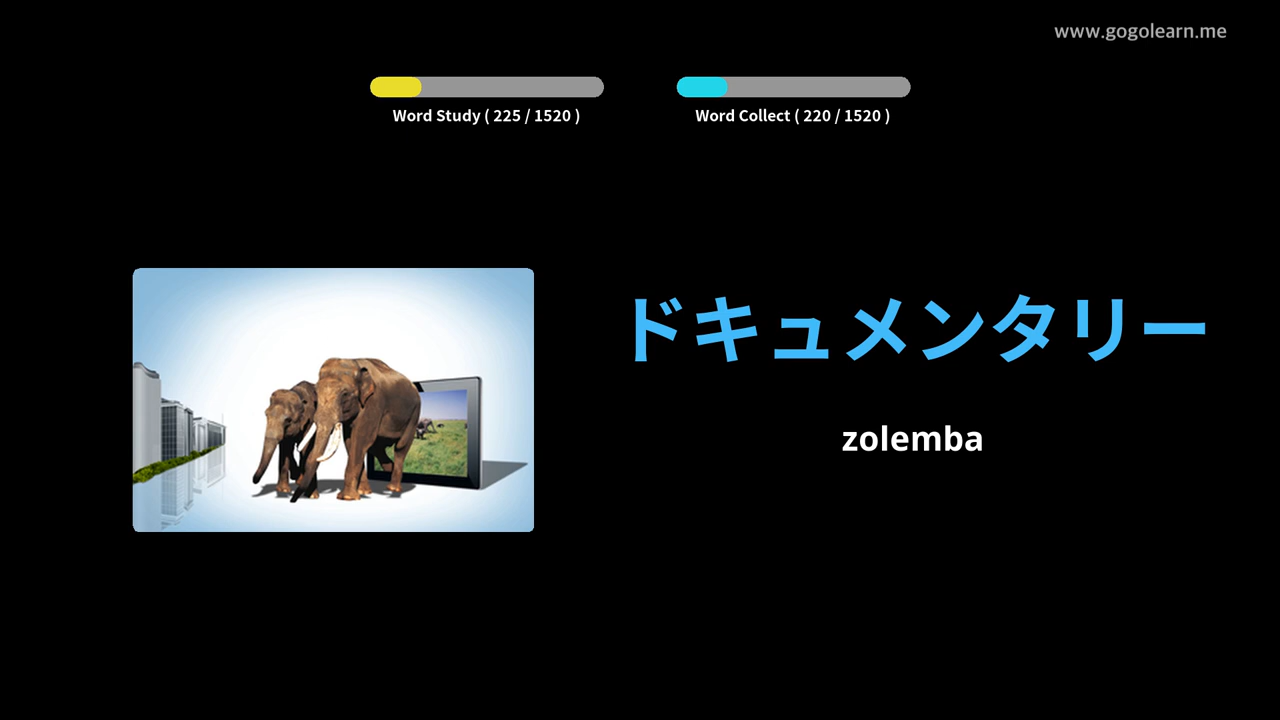 www.gogolearn.me
Word Study ( 225 / 1520 )
Word Collect ( 220 / 1520 )
ドキュメンタリー
zolemba